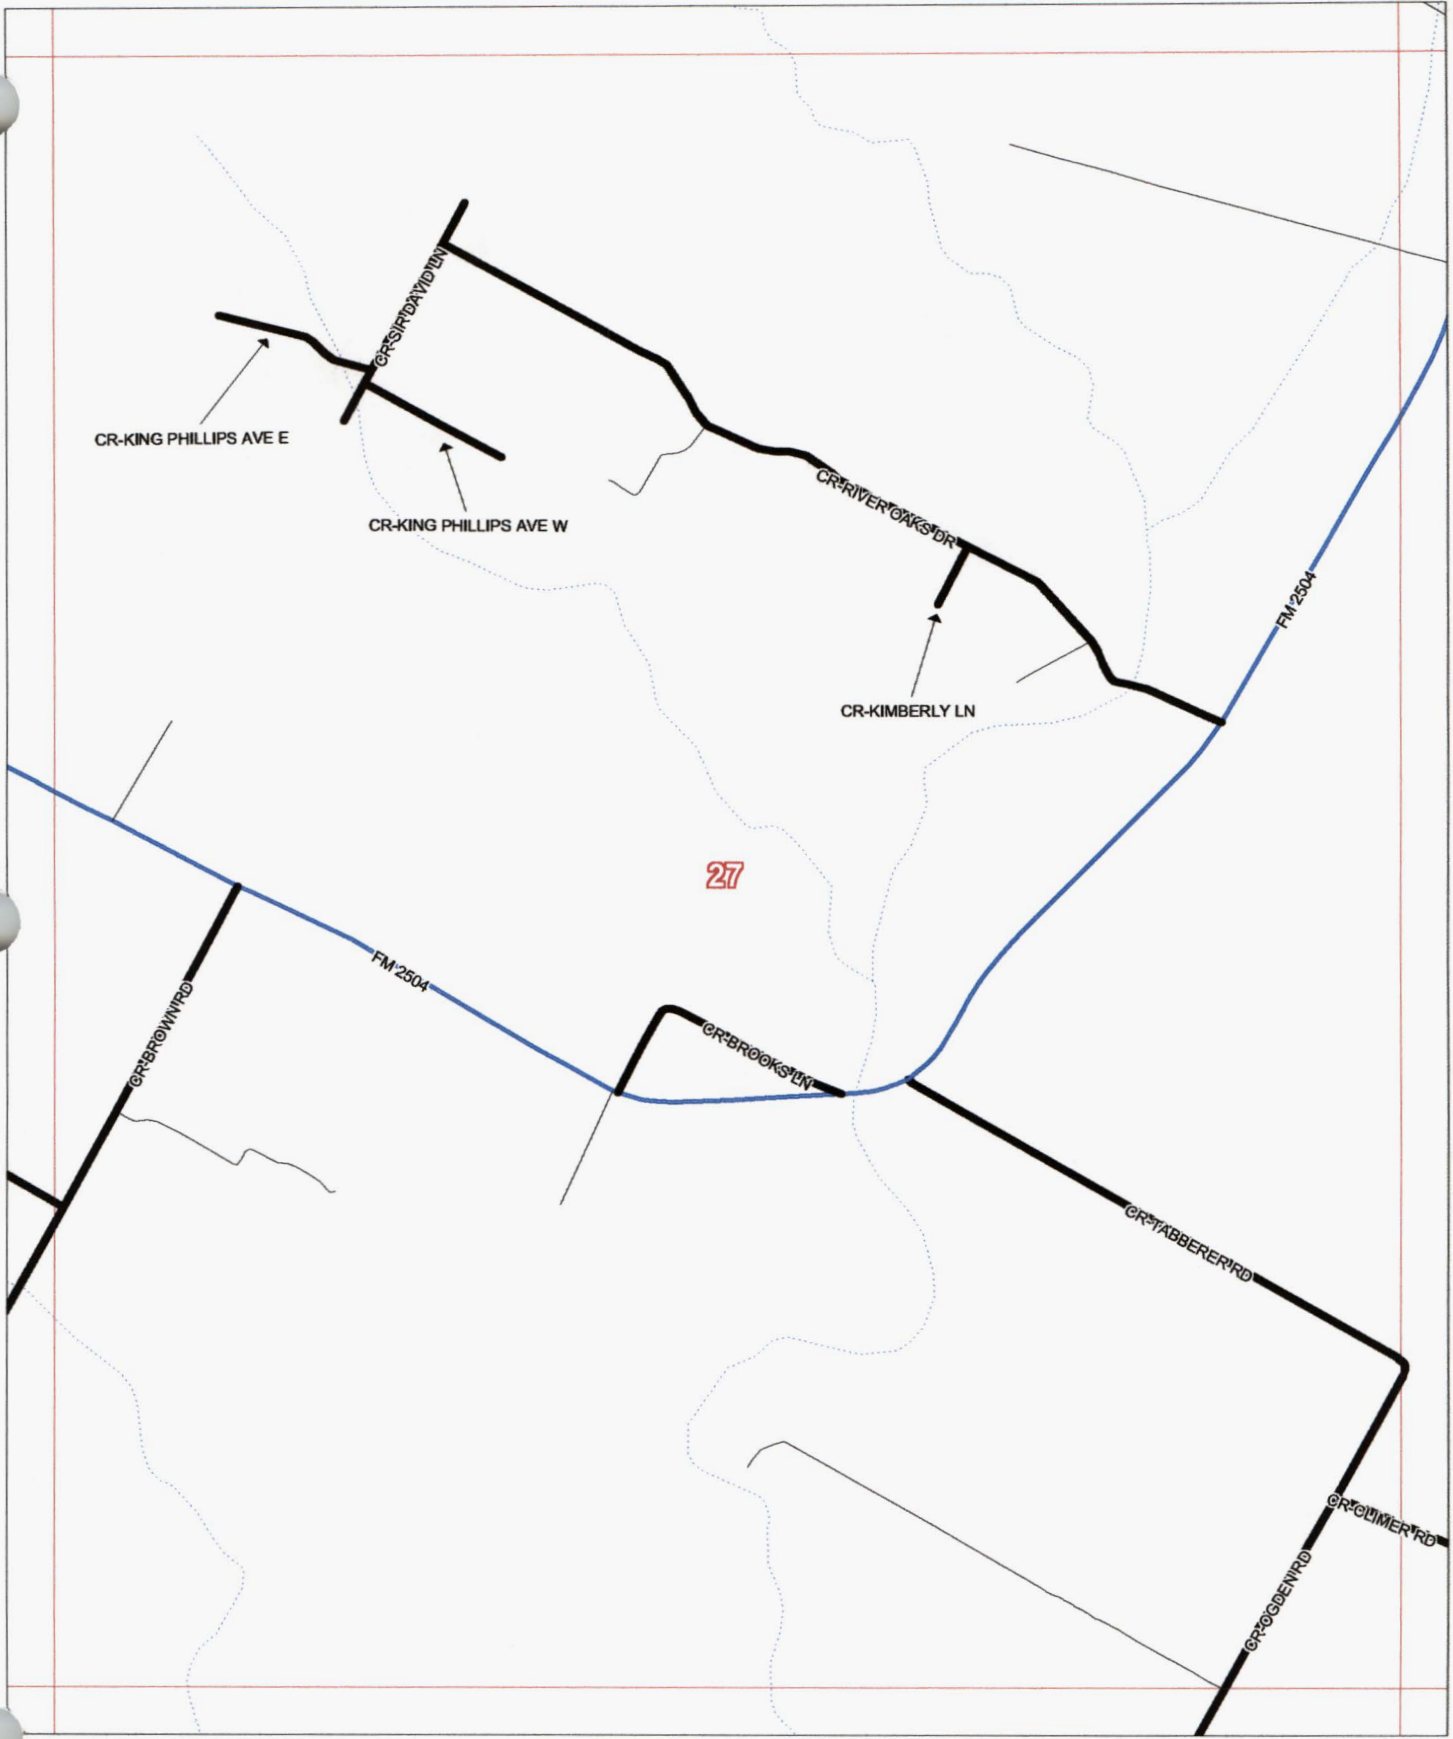 CR-SIR DAVID LN
CR-KING PHILLIPS AVE E
CR-KING PHILLIPS AVE W
CR-RIVER OAKS DR
FM 2504
CR-KIMBERLY LN
27
FM 2504
CR-BROWN RD
CR-BROOKS LN
CR-TABBERER RD
CR-CLIMER RD
CR-OGDEN RD